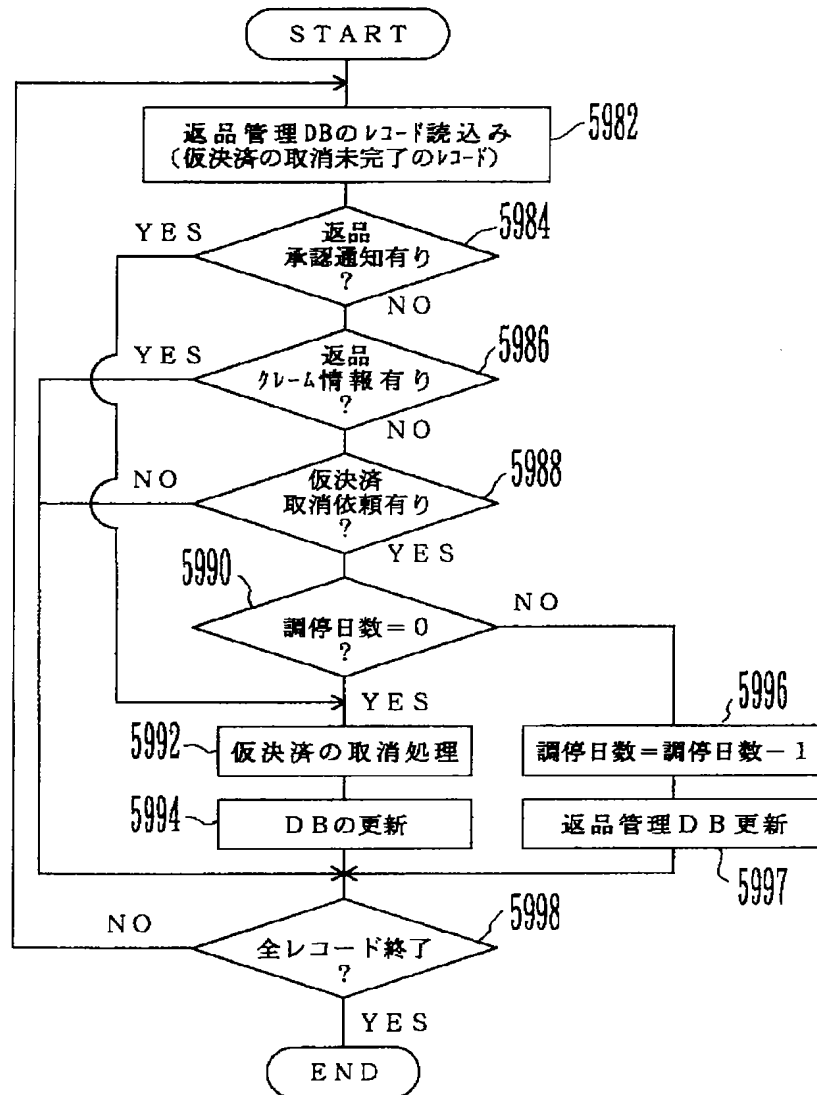 START
返品管理DBのレコード読込み
(仮決済の取消未完了のレコード)
5982
YES
返品
承認通知有り
?
5984
NO
YES
返品
クレーム情報有り
?
5986
NO
NO
仮決済
取消依頼有り
?
5988
YES
5990
調停日数=0
?
NO
YES
5992
仮決済の取消処理
5996
調停日数=調停日数-1
5994
DBの更新
返品管理DB更新
5997
NO
全レコード終了
?
5998
YES
END